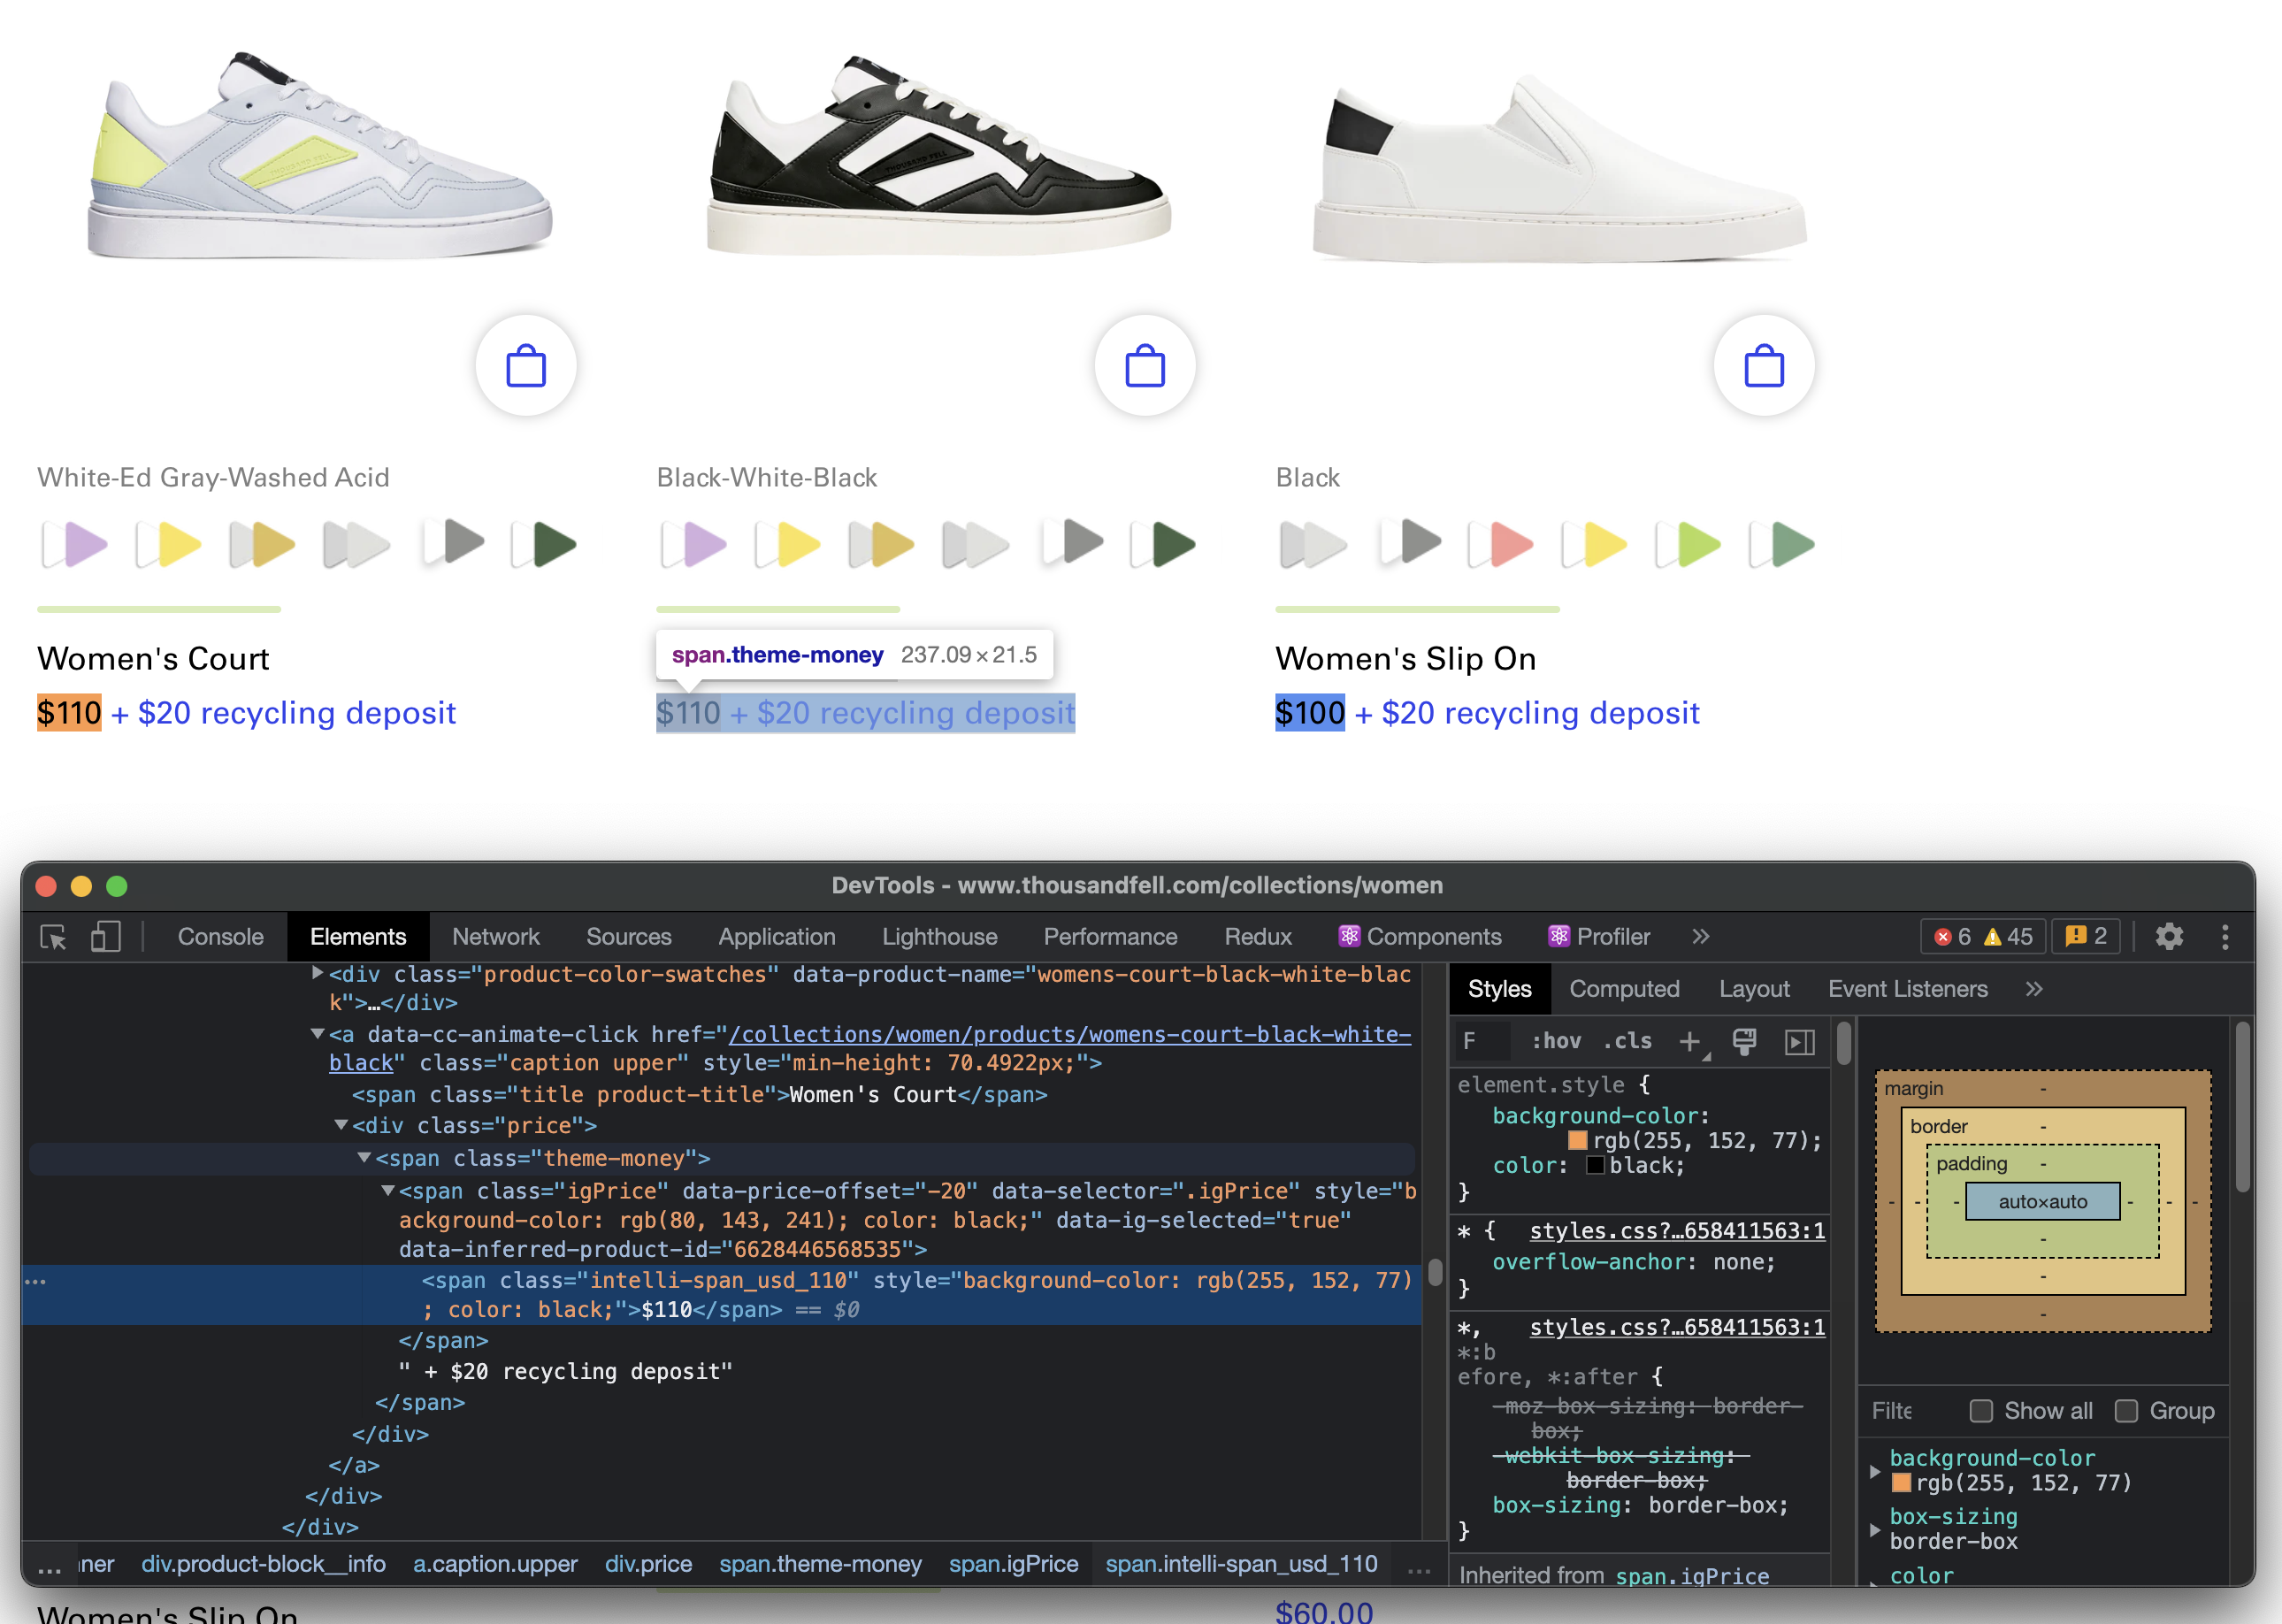 THOUSAND FELL
White-Ed Gray-Washed Acid
Black-White-Black
Black
Women's Court
span.theme-money 237.09×21.5
Women's Slip On
$110 + $20 recycling deposit
$110 + $20 recycling deposit
$100 + $20 recycling deposit
DevTools - www.thousandfell.com/collections/women
Console Elements Network Sources Application Lighthouse Performance Redux Components Profiler » 6 45 2
<div class="product-color-swatches" data-product-name="womens-court-black-white-blac
k">…</div>
<a data-cc-animate-click href="/collections/women/products/womens-court-black-white-
black" class="caption upper" style="min-height: 70.4922px;">
<span class="title product-title">Women's Court</span>
<div class="price">
<span class="theme-money">
<span class="igPrice" data-price-offset="-20" data-selector=".igPrice" style="b
ackground-color: rgb(80, 143, 241); color: black;" data-ig-selected="true"
data-inferred-product-id="6628446568535">
<span class="intelli-span_usd_110" style="background-color: rgb(255, 152, 77)
; color: black;">$110</span> == $0
</span>
" + $20 recycling deposit"
</span>
</div>
</a>
</div>
</div>
… nner div.product-block__info a.caption.upper div.price span.theme-money span.igPrice span.intelli-span_usd_110 …
Styles Computed Layout Event Listeners »
F :hov .cls +
element.style {
background-color:
rgb(255, 152, 77);
color: black;
}
* { styles.css?…658411563:1
overflow-anchor: none;
}
*, styles.css?…658411563:1
*:b
efore, *:after {
-moz-box-sizing: border-
box;
-webkit-box-sizing:
border-box;
box-sizing: border-box;
}
Inherited from span.igPrice
margin -
border -
padding -
- - - auto×auto - - -
-
-
-
Filte Show all Group
background-color
rgb(255, 152, 77)
box-sizing
border-box
color
Women's Slip On
$60.00